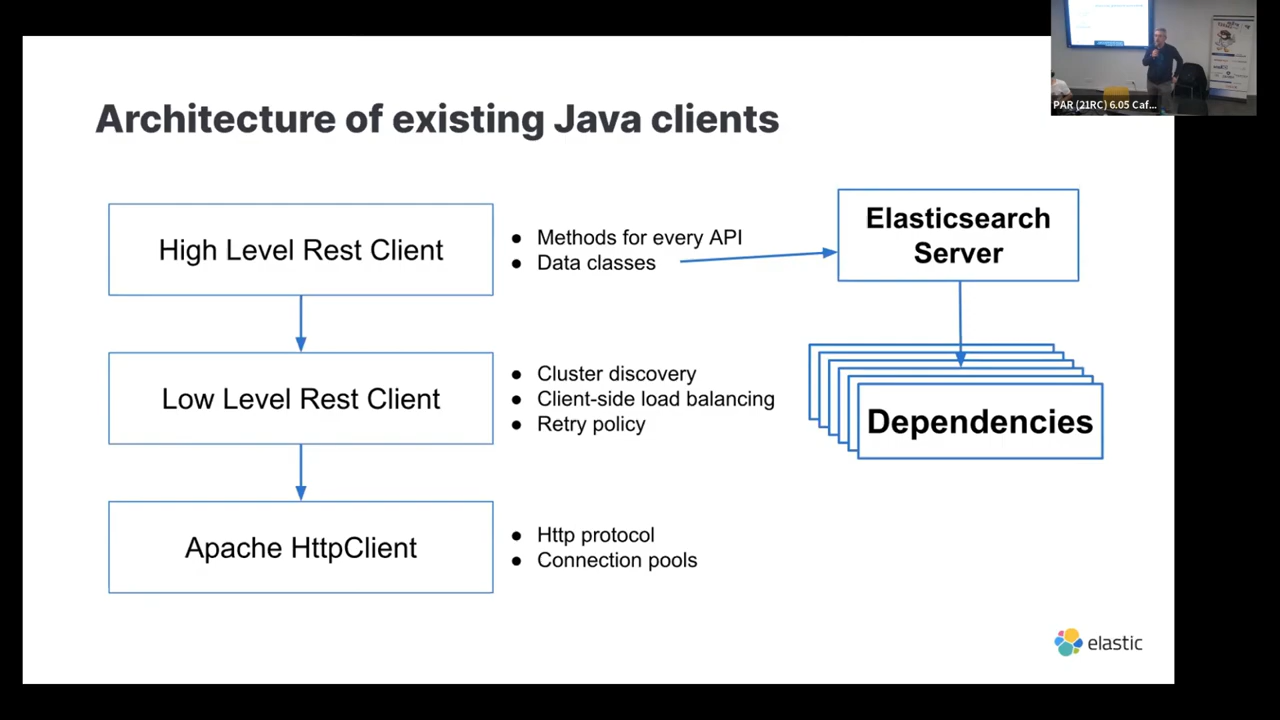 Architecture of existing Java clients
High Level Rest Client
● Methods for every API
● Data classes
Elasticsearch
Server
Low Level Rest Client
● Cluster discovery
● Client-side load balancing
● Retry policy
Dependencies
Apache HttpClient
● Http protocol
● Connection pools
elastic
PAR (21RC) 6.05 Caf...